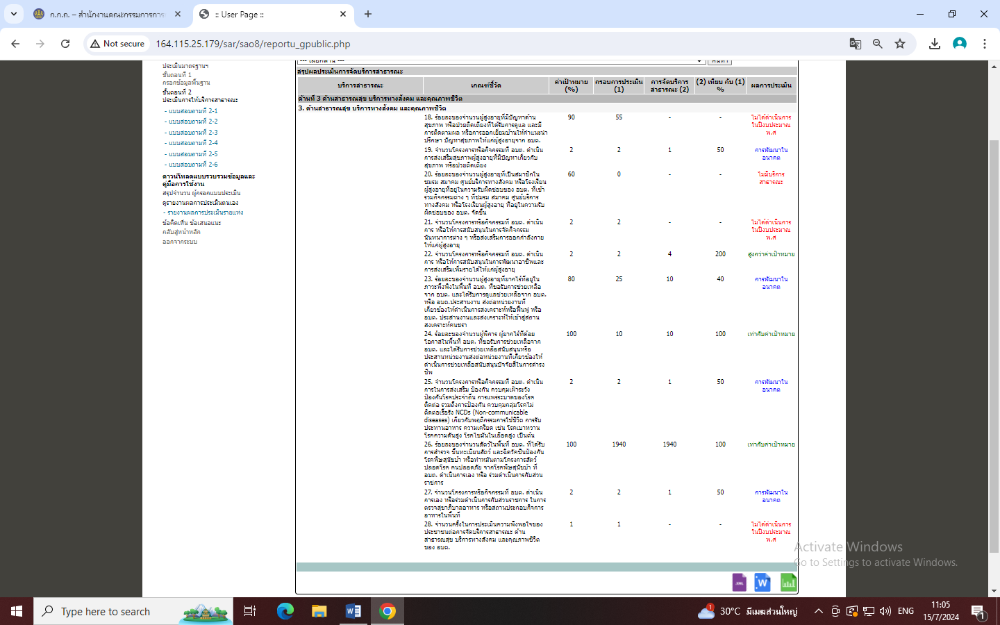 ก.ก.ถ. – สำนักงานคณะกรรมการการ
:: User Page ::
Not secure
164.115.25.179/sar/sao8/reportu_gpublic.php
ประเมินมาตรฐานฯ
ขั้นตอนที่ 1
กรอกข้อมูลพื้นฐาน
ขั้นตอนที่ 2
ประเมินการให้บริการสาธารณะ
- แบบสอบถามที่ 2-1
- แบบสอบถามที่ 2-2
- แบบสอบถามที่ 2-3
- แบบสอบถามที่ 2-4
- แบบสอบถามที่ 2-5
- แบบสอบถามที่ 2-6
ดาวน์โหลดแบบรวบรวมข้อมูลและ
คู่มือการใช้งาน
สรุปจำนวน ผู้กรอกแบบประเมิน
ดูรายงานผลการประเมินตนเอง
- รายงานผลการประเมินรายแห่ง
ข้อคิดเห็น ข้อเสนอแนะ
กลับสู่หน้าหลัก
ออกจากระบบ
--- เลือกด้าน --- ค้นหา
สรุปผลประเมินการจัดบริการสาธารณะ
บริการสาธารณะ เกณฑ์ชี้วัด ค่าเป้าหมาย (%) กรอบการประเมิน (1) การจัดบริการสาธารณะ (2) (2) เทียบ กับ (1) % ผลการประเมิน
ด้านที่ 3 ด้านสาธารณสุข บริการทางสังคม และคุณภาพชีวิต
3. ด้านสาธารณสุข บริการทางสังคม และคุณภาพชีวิต
18. ร้อยละของจำนวนผู้สูงอายุที่มีปัญหาด้าน 90 55 - - ไม่ได้ดำเนินการ
สุขภาพ หรือป่วยติดเตียงที่ได้รับการดูแล และมี ในปีงบประมาณ
การติดตามผล หรือการออกเยี่ยมบ้านให้คำแนะนำ พ.ศ
ปรึกษา ปัญหาสุขภาพให้แก่ผู้สูงอายุจาก อบต.
19. จำนวนโครงการหรือกิจกรรมที่ อบต. ดำเนิน 2 2 1 50 การพัฒนาใน
การส่งเสริมสุขภาพผู้สูงอายุที่มีปัญหาเกี่ยวกับ อนาคต
สุขภาพ หรือป่วยติดเตียง
20. ร้อยละของจำนวนผู้สูงอายุที่เป็นสมาชิกใน 60 0 - - ไม่มีบริการ
ชมรม สมาคม ศูนย์บริการทางสังคม หรือโรงเรียน สาธารณะ
ผู้สูงอายุที่อยู่ในความรับผิดชอบของ อบต. ที่เข้า
ร่วมกิจกรรมต่าง ๆ ที่ชมรม สมาคม ศูนย์บริการ
ทางสังคม หรือโรงเรียนผู้สูงอายุ ที่อยู่ในความรับ
ผิดชอบของ อบต. จัดขึ้น
21. จำนวนโครงการหรือกิจกรรมที่ อบต. ดำเนิน 2 2 - - ไม่ได้ดำเนินการ
การ หรือให้การสนับสนุนในการจัดกิจกรรม ในปีงบประมาณ
นันทนาการต่าง ๆ หรือส่งเสริมการออกกำลังกาย พ.ศ
ให้แก่ผู้สูงอายุ
22. จำนวนโครงการหรือกิจกรรมที่ อบต. ดำเนิน 2 2 4 200 สูงกว่าค่าเป้าหมาย
การ หรือให้การสนับสนุนในการพัฒนาอาชีพและ
การส่งเสริมเพิ่มรายได้ให้แก่ผู้สูงอายุ
23. ร้อยละของจำนวนผู้สูงอายุที่ยากไร้ที่อยู่ใน 80 25 10 40 การพัฒนาใน
ภาวะพึ่งพิงในพื้นที่ อบต. ที่ขอรับการช่วยเหลือ อนาคต
จาก อบต. และได้รับการดูแลช่วยเหลือจาก อบต.
หรือ อบต.ประสานงาน ส่งต่อหน่วยงานที่
เกี่ยวข้องให้ดำเนินการสงเคราะห์หรือฟื้นฟู หรือ
อบต. ประสานงานและสงเคราะห์ให้เข้าสู่สถาน
สงเคราะห์คนชรา
24. ร้อยละของจำนวนผู้พิการ ผู้ยากไร้ที่ด้อย 100 10 10 100 เท่ากับค่าเป้าหมาย
โอกาสในพื้นที่ อบต. ที่ขอรับการช่วยเหลือจาก
อบต. และได้รับการช่วยเหลือสนับสนุนหรือ
ประสานหน่วยงานส่งต่อหน่วยงานที่เกี่ยวข้องให้
ดำเนินการช่วยเหลือสนับสนุนปัจจัยสี่ในการดำรง
ชีพ
25. จำนวนโครงการหรือกิจกรรมที่ อบต. ดำเนิน 2 2 1 50 การพัฒนาใน
การในการส่งเสริม ป้องกัน ควบคุมเฝ้าระวัง อนาคต
ป้องกันโรคประจำถิ่น การแพร่ระบาดของโรค
ติดต่อ รวมถึงการป้องกัน ควบคุมกลุ่มโรคไม่
ติดต่อเรื้อรัง NCDs (Non-communicable
diseases) เกี่ยวกับพฤติกรรมการใช้ชีวิต การรับ
ประทานอาหาร ความเครียด เช่น โรคเบาหวาน
โรคความดันสูง โรคไขมันในเลือดสูง เป็นต้น
26. ร้อยละของจำนวนสัตว์ในพื้นที่ อบต. ที่ได้รับ 100 1940 1940 100 เท่ากับค่าเป้าหมาย
การสำรวจ ขึ้นทะเบียนสัตว์ และฉีดวัคซีนป้องกัน
โรคพิษสุนัขบ้า หรือทำหมันตามโครงการสัตว์
ปลอดโรค คนปลอดภัย จากโรคพิษสุนัขบ้า ที่
อบต. ดำเนินการเอง หรือ ร่วมดำเนินการกับส่วน
ราชการ
27. จำนวนโครงการหรือกิจกรรมที่ อบต. ดำเนิน 2 2 1 50 การพัฒนาใน
การเอง หรือร่วมดำเนินการกับส่วนราชการ ในการ อนาคต
ตรวจสุขาภิบาลอาหาร หรือสถานประกอบกิจการ
อาหารในพื้นที่
28. จำนวนครั้งในการประเมินความพึงพอใจของ 1 1 - - ไม่ได้ดำเนินการ
ประชาชนต่อการจัดบริการสาธารณะ ด้าน ในปีงบประมาณ
สาธารณสุข บริการทางสังคม และคุณภาพชีวิต พ.ศ
ของ อบต.
Activate Windows
Go to Settings to activate Windows.
XML
W
Type here to search
1
30°C มีเมฆส่วนใหญ่
ENG
11:05
15/7/2024
1